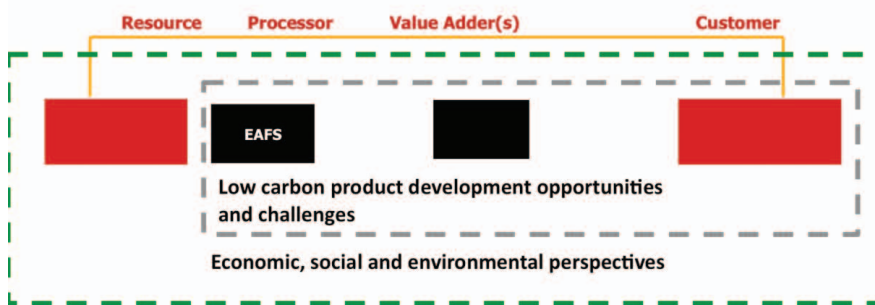 Resource Processor Value Adder(s) Customer
EAFS
Low carbon product development opportunities
and challenges
Economic, social and environmental perspectives